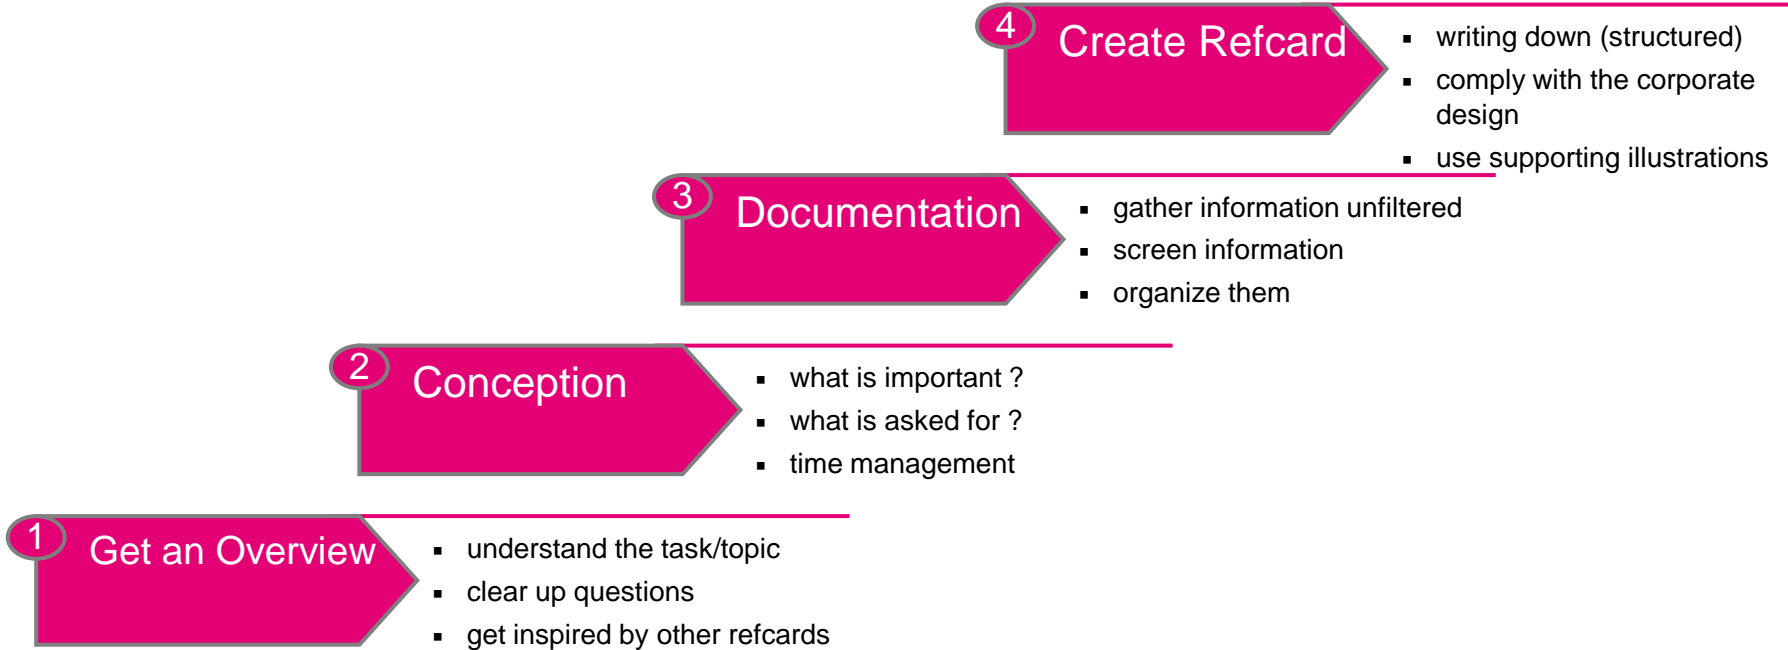 4
Create Refcard
▪ writing down (structured)
▪ comply with the corporate
design
▪ use supporting illustrations
3
Documentation
▪ gather information unfiltered
▪ screen information
▪ organize them
2
Conception
▪ what is important ?
▪ what is asked for ?
▪ time management
1
Get an Overview
▪ understand the task/topic
▪ clear up questions
▪ get inspired by other refcards